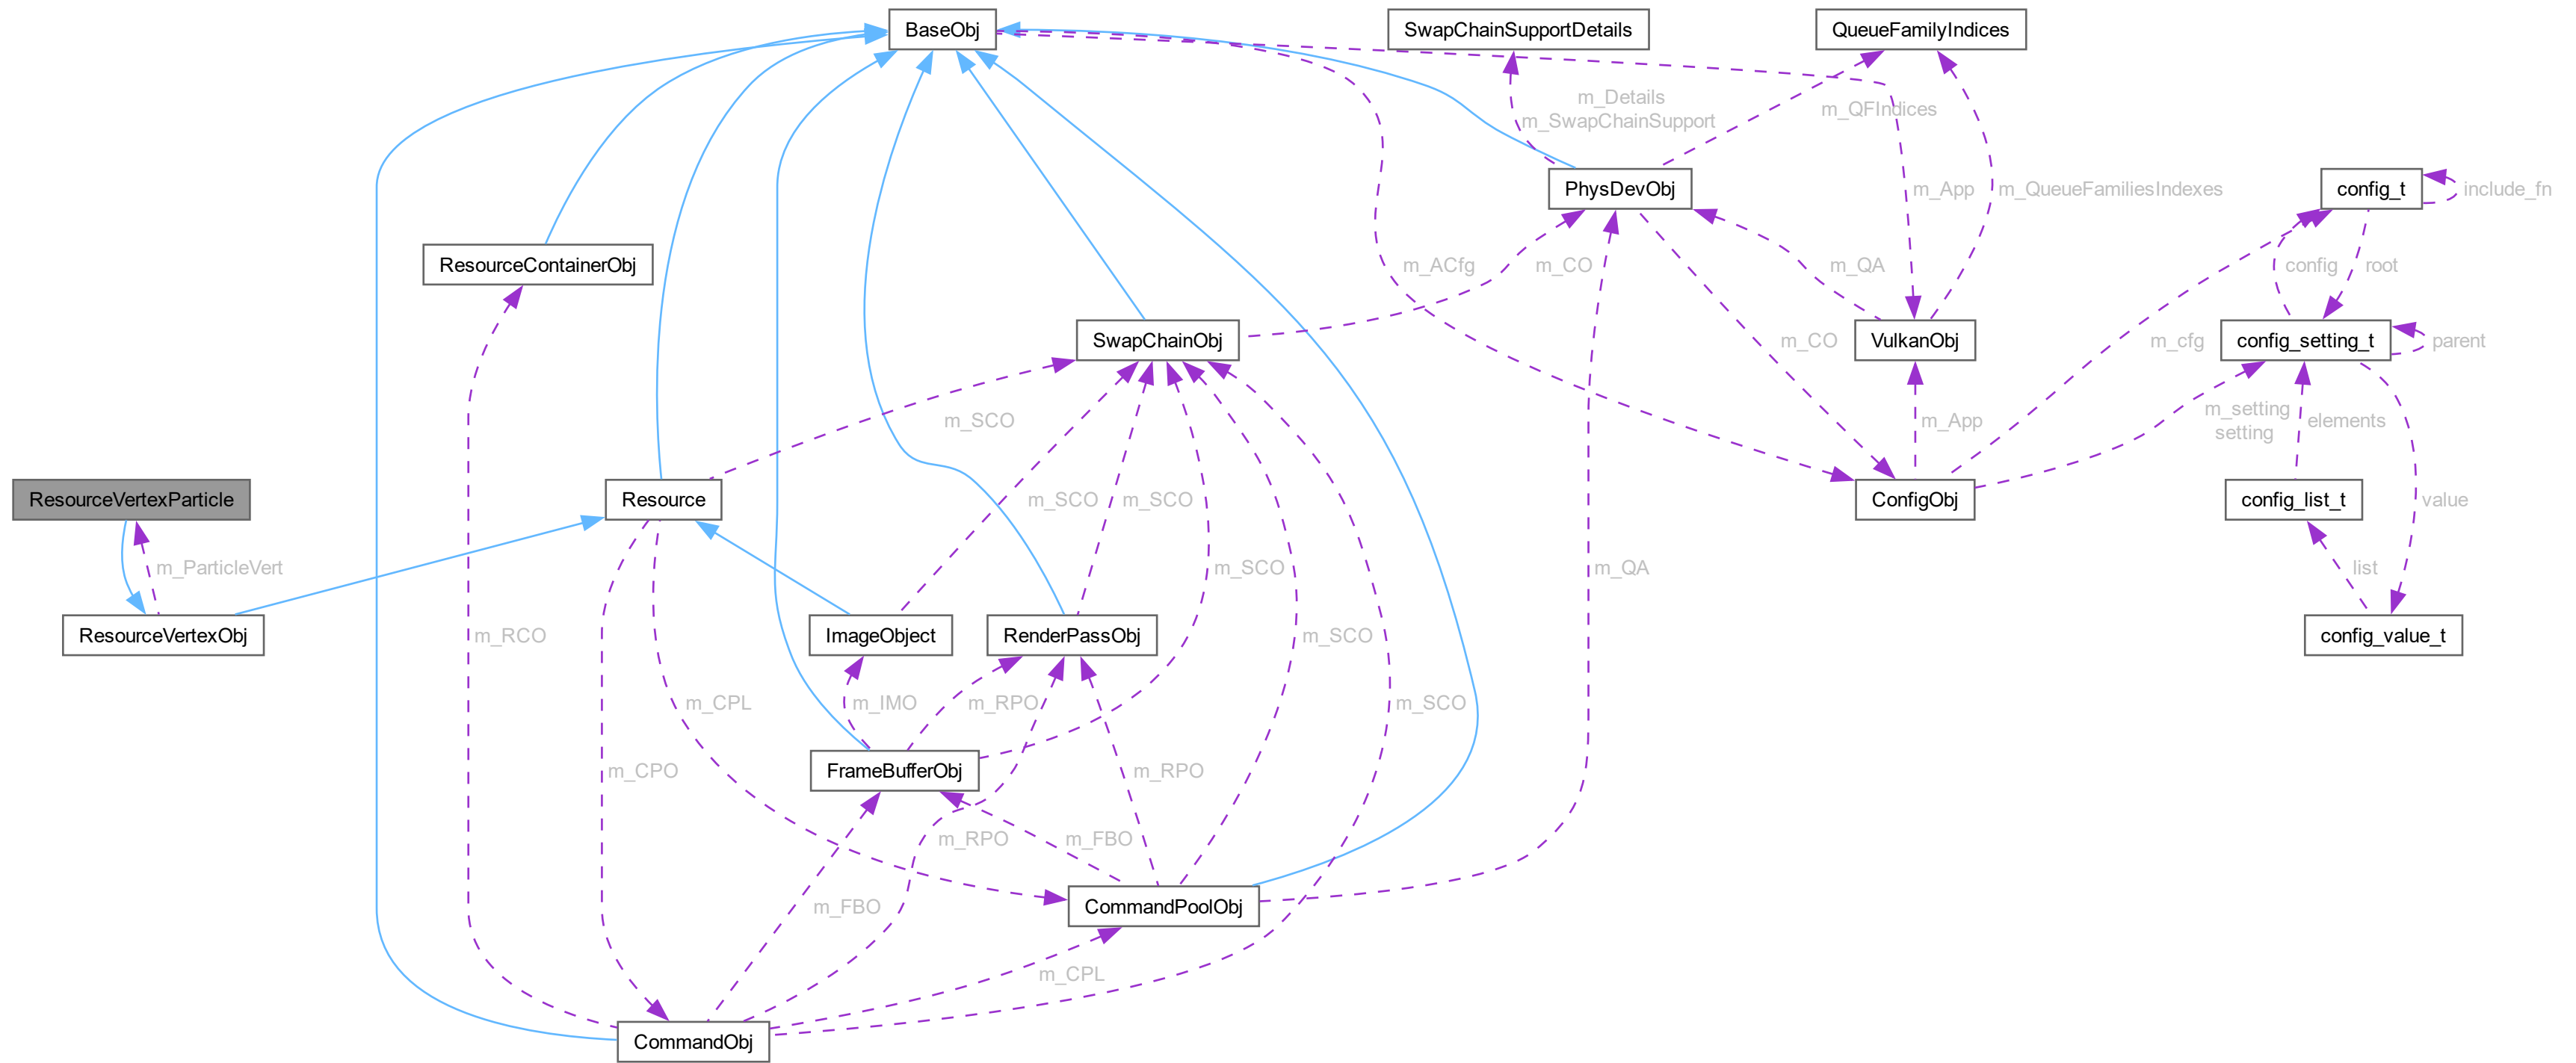 BaseObj
SwapChainSupportDetails
QueueFamilyIndices
m_Details
m_SwapChainSupport
m_QFIndices
PhysDevObj
m_App
m_QueueFamiliesIndexes
config_t
include_fn
ResourceContainerObj
m_ACfg
m_CO
m_QA
config
root
SwapChainObj
m_CO
VulkanObj
m_cfg
config_setting_t
parent
m_SCO
m_App
m_setting
setting
elements
ResourceVertexParticle
Resource
m_SCO
m_SCO
ConfigObj
config_list_t
value
m_ParticleVert
m_SCO
m_QA
list
ResourceVertexObj
m_RCO
ImageObject
RenderPassObj
m_SCO
config_value_t
m_CPL
m_IMO
m_RPO
m_SCO
m_CPO
FrameBufferObj
m_RPO
m_RPO
m_FBO
m_FBO
CommandPoolObj
m_CPL
CommandObj